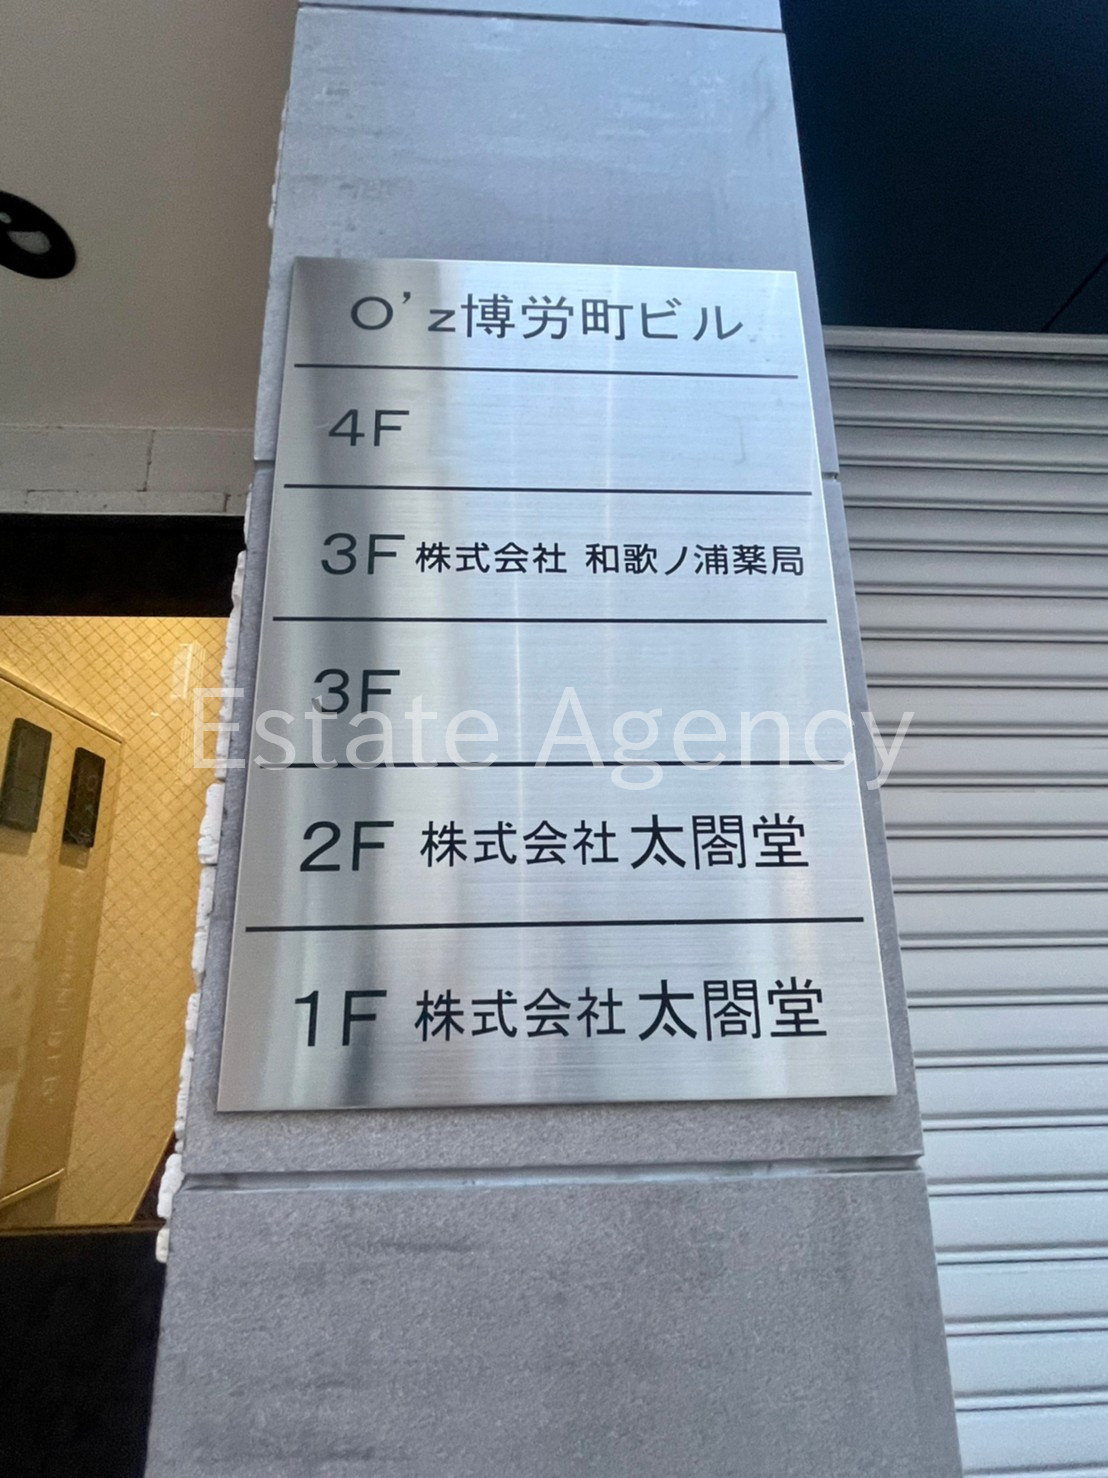 O'z博労町ビル
4F
3F 株式会社 和歌ノ浦薬局
3F
2F 株式会社 太閤堂
1F 株式会社 太閤堂
Estate Agency